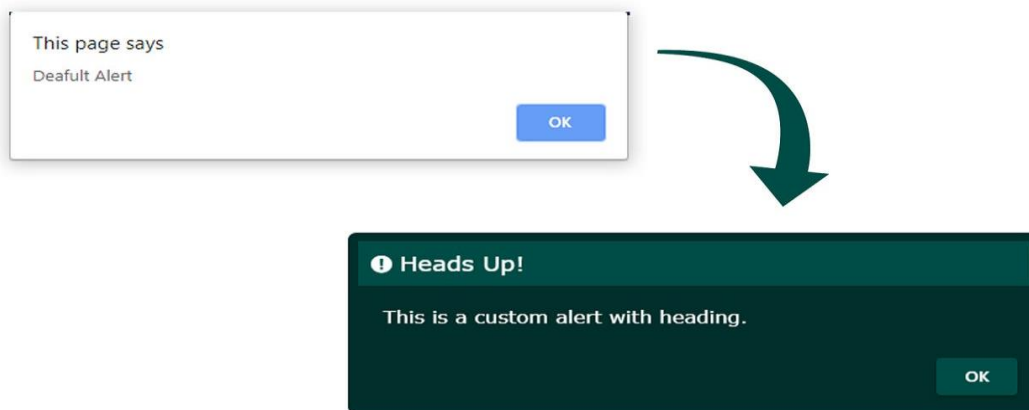 This page says
Deafult Alert
OK
Heads Up!
This is a custom alert with heading.
OK